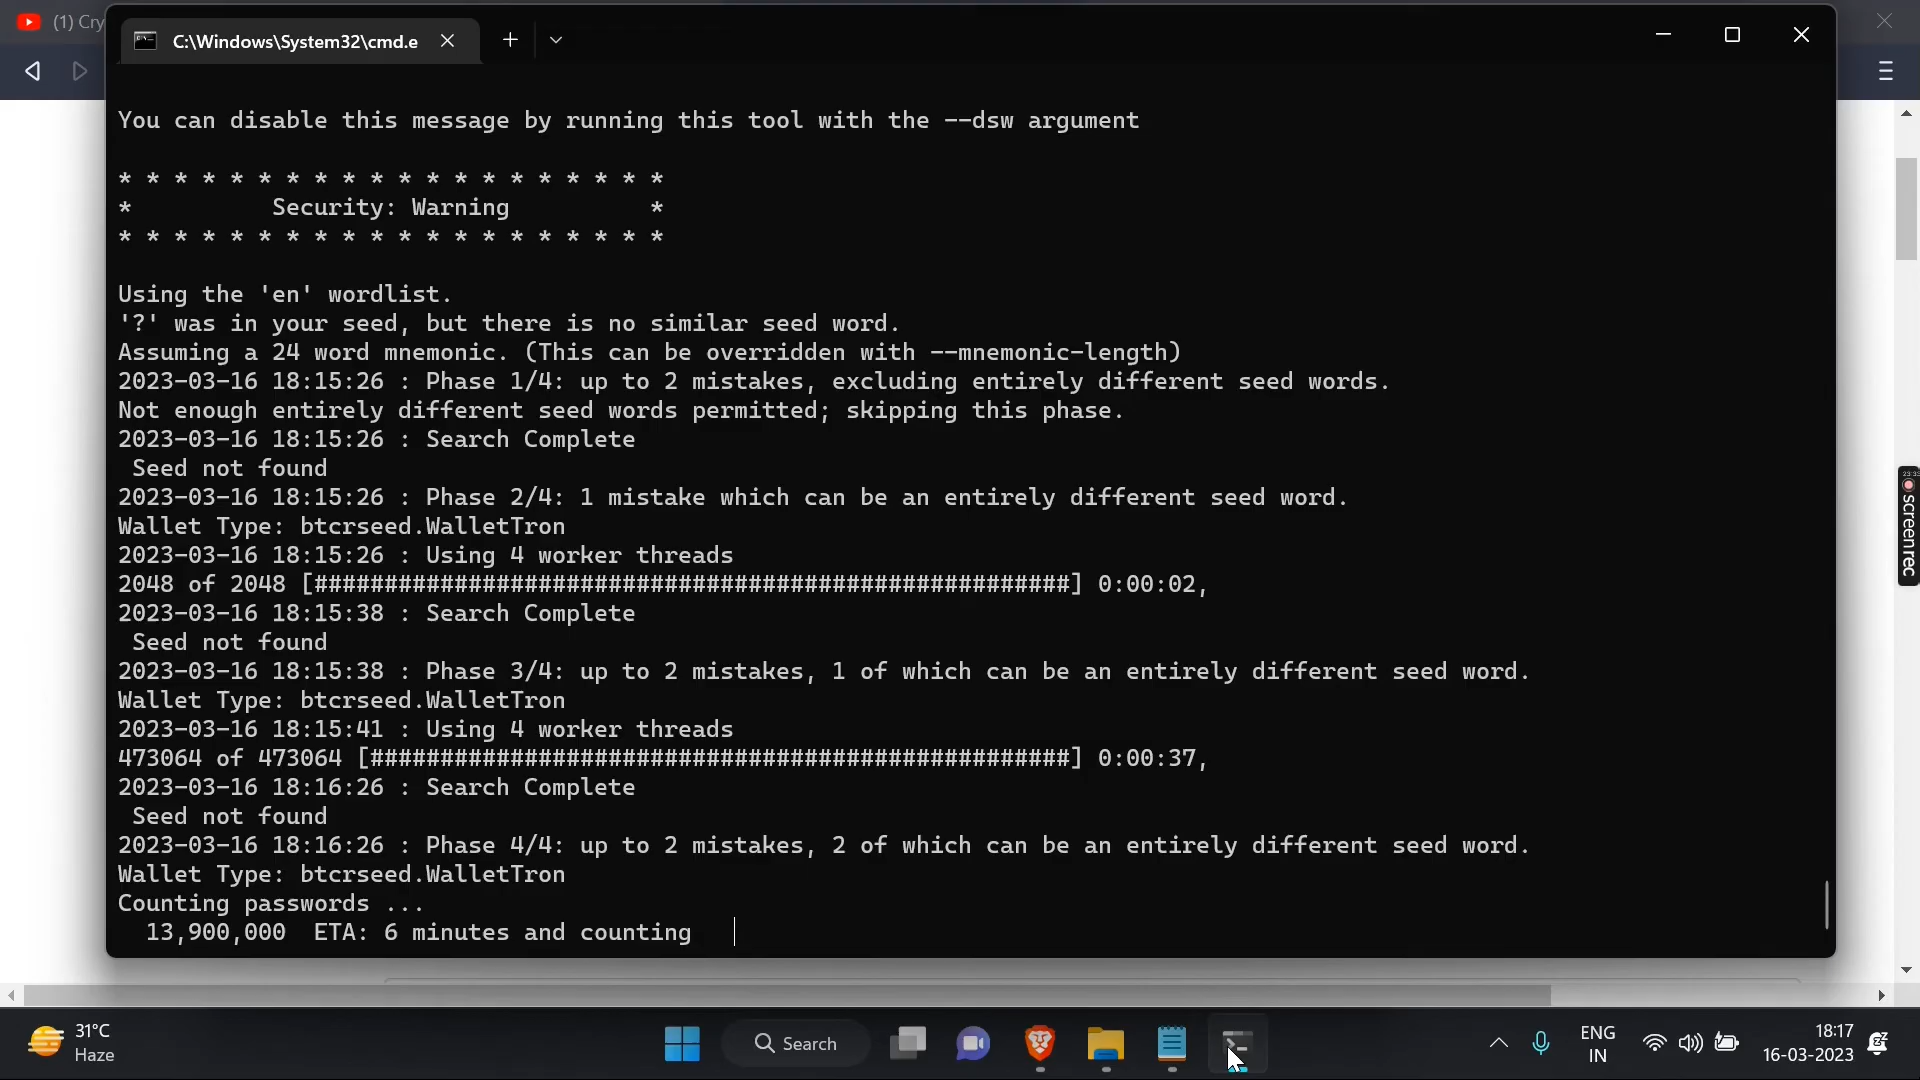 (1) Cry
C:\Windows\System32\cmd.e
You can disable this message by running this tool with the --dsw argument
* * * * * * * * * * * * * * * * * * * *
* Security: Warning *
* * * * * * * * * * * * * * * * * * * *
Using the 'en' wordlist.
'?' was in your seed, but there is no similar seed word.
Assuming a 24 word mnemonic. (This can be overridden with --mnemonic-length)
2023-03-16 18:15:26 : Phase 1/4: up to 2 mistakes, excluding entirely different seed words.
Not enough entirely different seed words permitted; skipping this phase.
2023-03-16 18:15:26 : Search Complete
Seed not found
2023-03-16 18:15:26 : Phase 2/4: 1 mistake which can be an entirely different seed word.
Wallet Type: btcrseed.WalletTron
2023-03-16 18:15:26 : Using 4 worker threads
2048 of 2048 [######################################################] 0:00:02,
2023-03-16 18:15:38 : Search Complete
Seed not found
2023-03-16 18:15:38 : Phase 3/4: up to 2 mistakes, 1 of which can be an entirely different seed word.
Wallet Type: btcrseed.WalletTron
2023-03-16 18:15:41 : Using 4 worker threads
473064 of 473064 [##################################################] 0:00:37,
2023-03-16 18:16:26 : Search Complete
Seed not found
2023-03-16 18:16:26 : Phase 4/4: up to 2 mistakes, 2 of which can be an entirely different seed word.
Wallet Type: btcrseed.WalletTron
Counting passwords ...
13,900,000 ETA: 6 minutes and counting
screenrec
31°C
Haze
Search
ENG
IN
18:17
16-03-2023